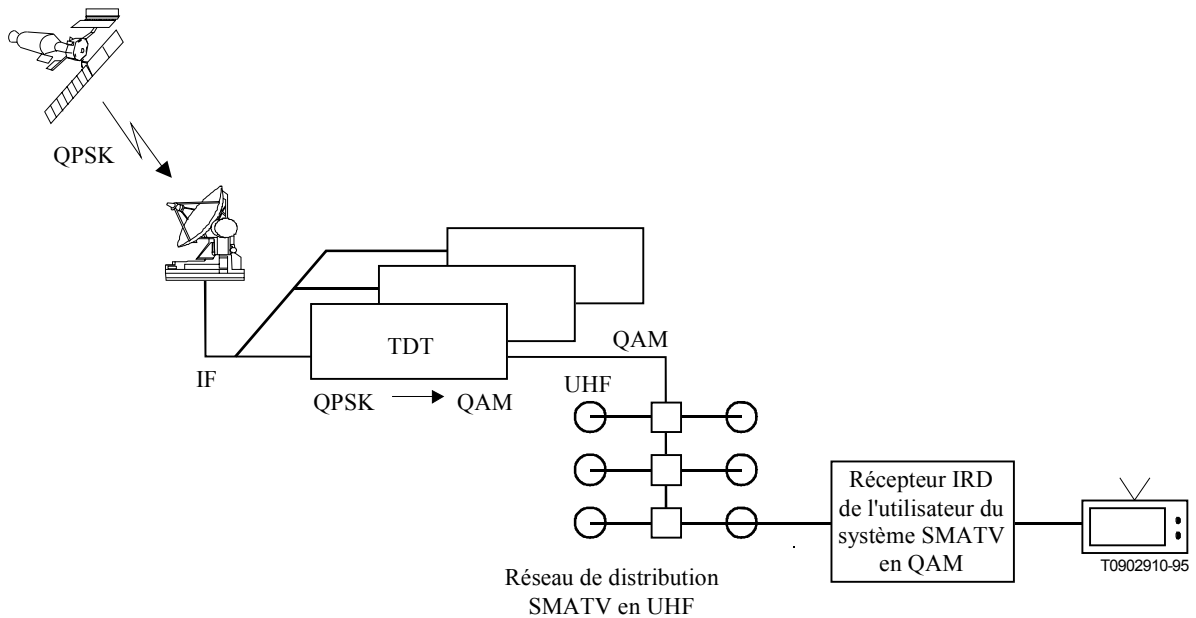 QPSK
TDT
QAM
IF
UHF
QPSK
QAM
Récepteur IRD
de l'utilisateur du
système SMATV
en QAM
T0902910-95
Réseau de distribution
SMATV en UHF